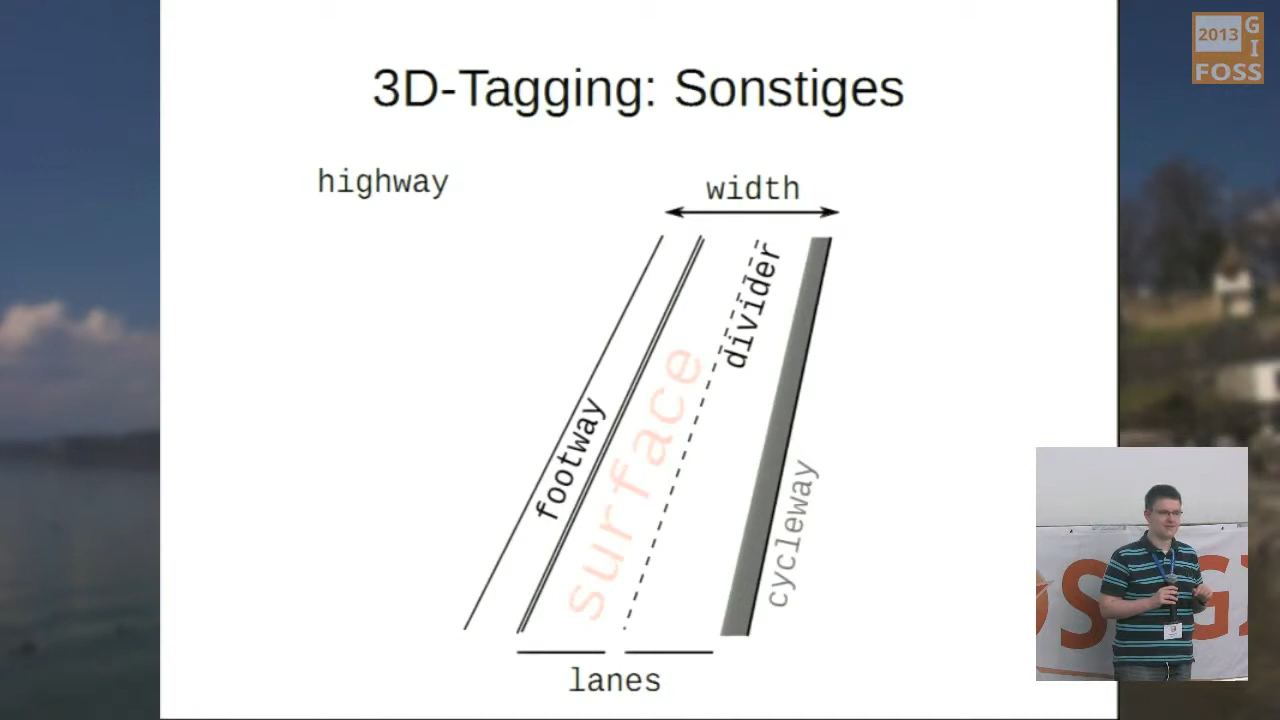 2013
G
I
FOSS
3D-Tagging: Sonstiges
highway
width
divider
footway
surface
cycleway
lanes